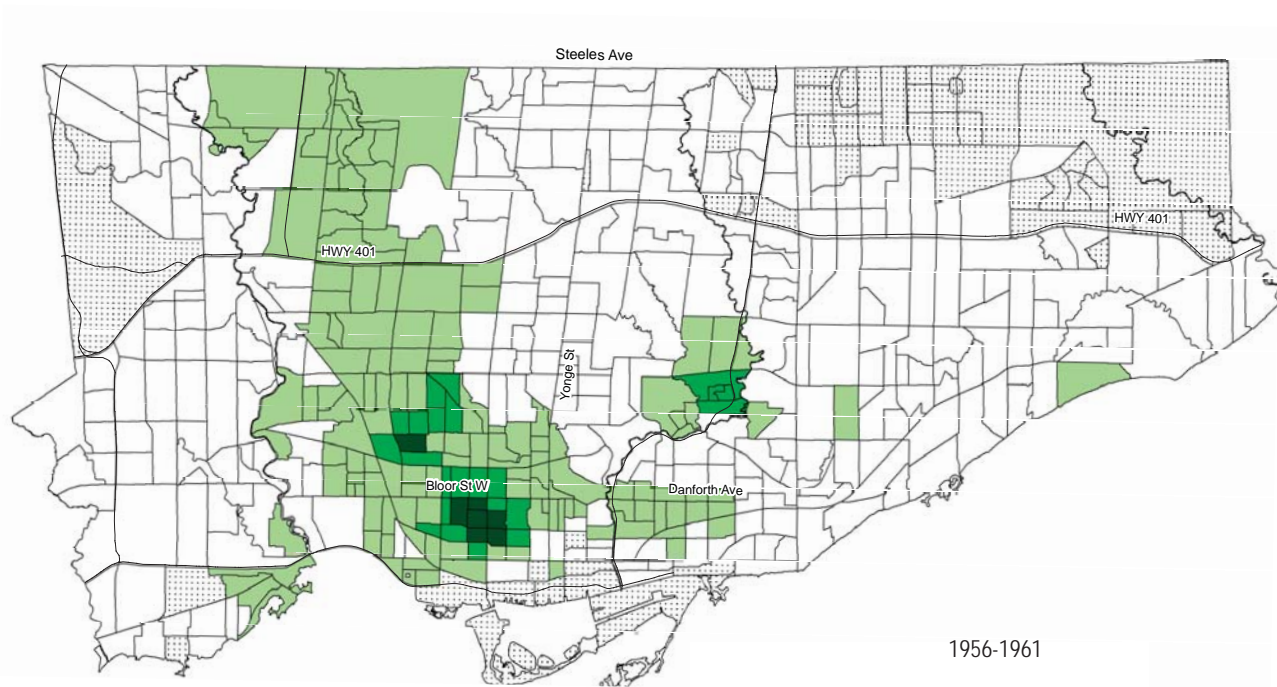 Steeles Ave
HWY 401
HWY 401
Yonge St
Bloor St W
Danforth Ave
1956-1961